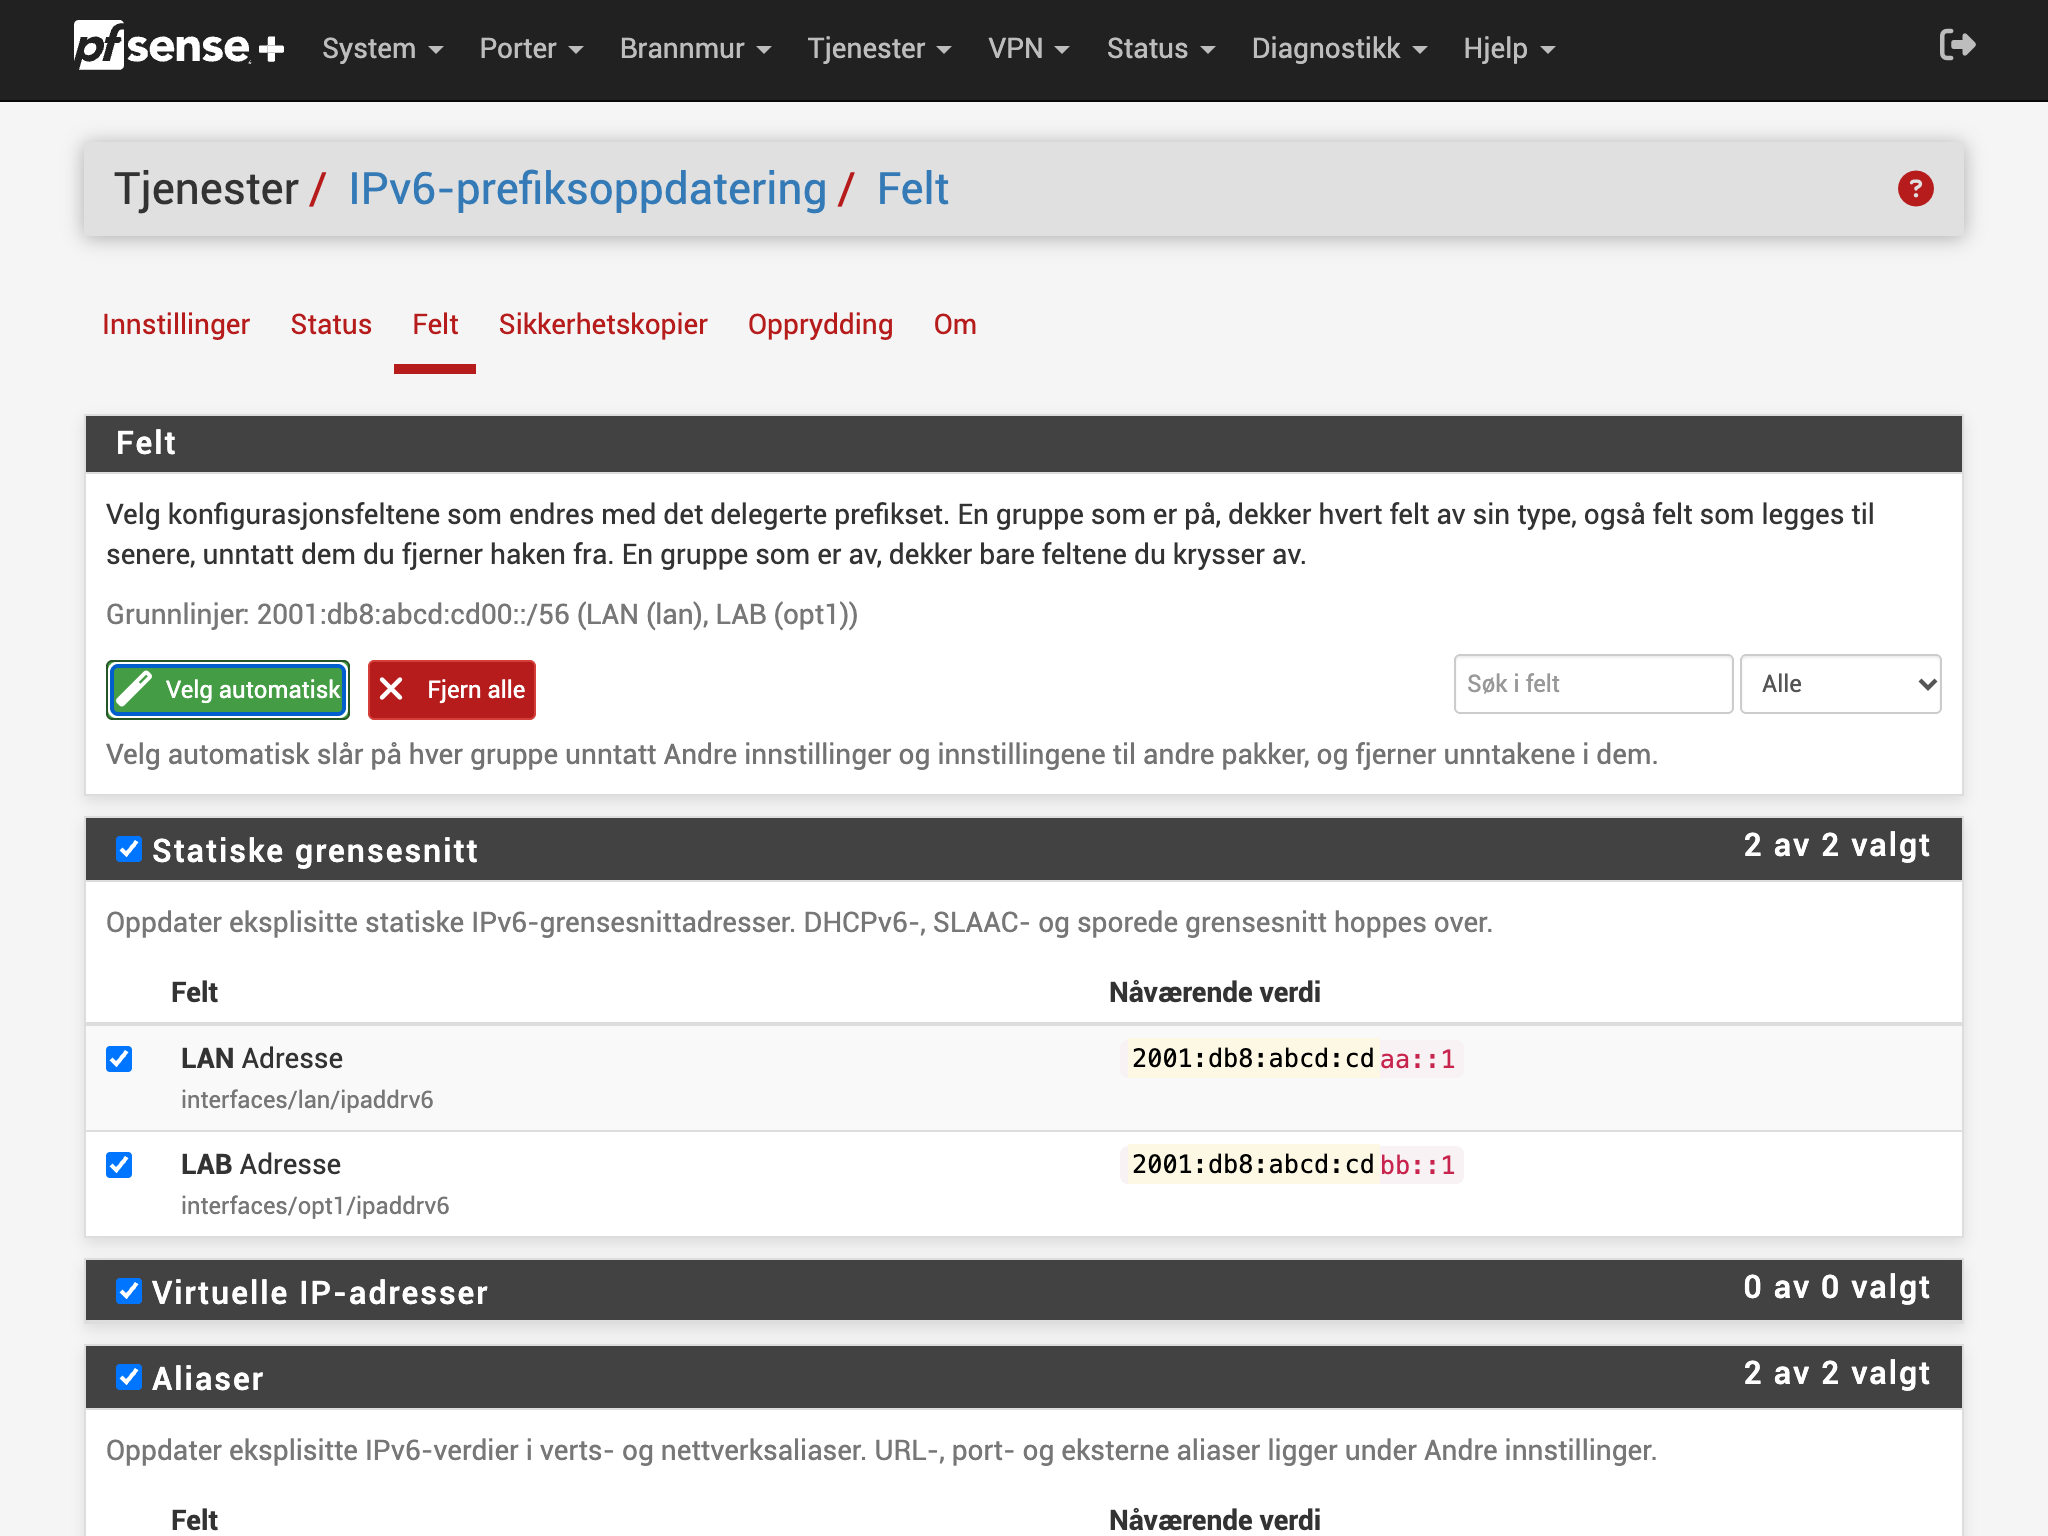 pfsense +
System
Porter
Brannmur
Tjenester
VPN
Status
Diagnostikk
Hjelp
Tjenester / IPv6-prefiksoppdatering / Felt
?
Innstillinger
Status
Felt
Sikkerhetskopier
Opprydding
Om
Felt
Velg konfigurasjonsfeltene som endres med det delegerte prefikset. En gruppe som er på, dekker hvert felt av sin type, også felt som legges til
senere, unntatt dem du fjerner haken fra. En gruppe som er av, dekker bare feltene du krysser av.
Grunnlinjer: 2001:db8:abcd:cd00::/56 (LAN (lan), LAB (opt1))
Velg automatisk
Fjern alle
Søk i felt
Alle
Velg automatisk slår på hver gruppe unntatt Andre innstillinger og innstillingene til andre pakker, og fjerner unntakene i dem.
Statiske grensesnitt
2 av 2 valgt
Oppdater eksplisitte statiske IPv6-grensesnittadresser. DHCPv6-, SLAAC- og sporede grensesnitt hoppes over.
Felt
Nåværende verdi
LAN Adresse
2001:db8:abcd:cdaa::1
interfaces/lan/ipaddrv6
LAB Adresse
2001:db8:abcd:cdbb::1
interfaces/opt1/ipaddrv6
Virtuelle IP-adresser
0 av 0 valgt
Aliaser
2 av 2 valgt
Oppdater eksplisitte IPv6-verdier i verts- og nettverksaliaser. URL-, port- og eksterne aliaser ligger under Andre innstillinger.
Felt
Nåværende verdi